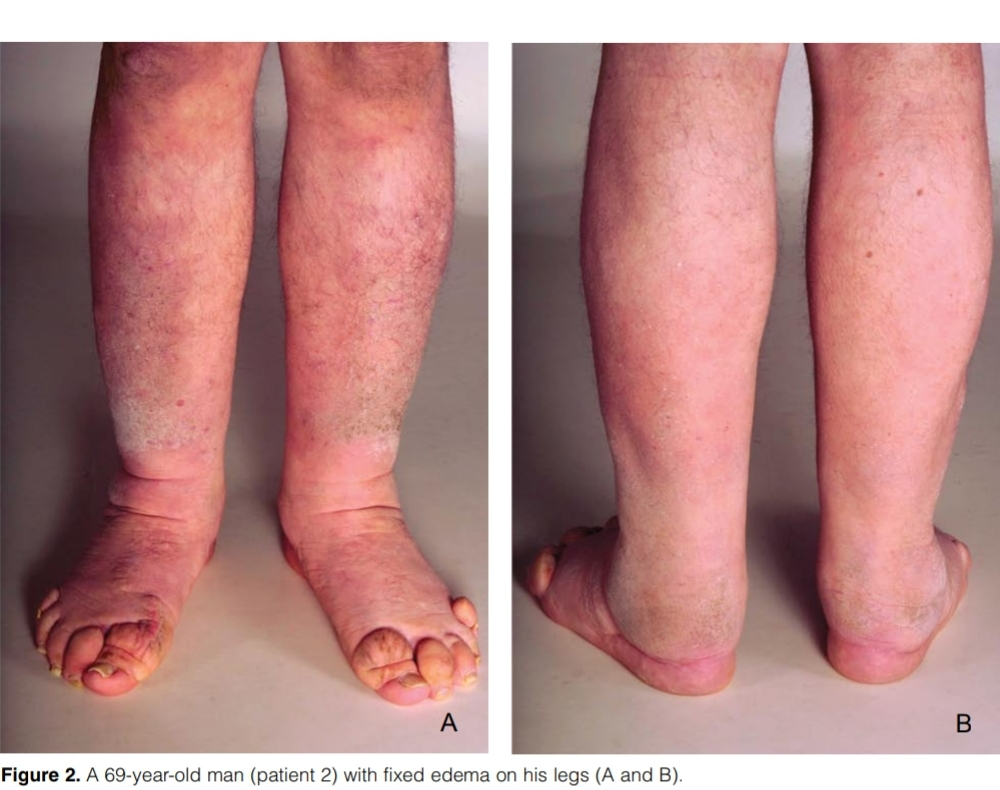 A
B
Figure 2. A 69-year-old man (patient 2) with fixed edema on his legs (A and B).